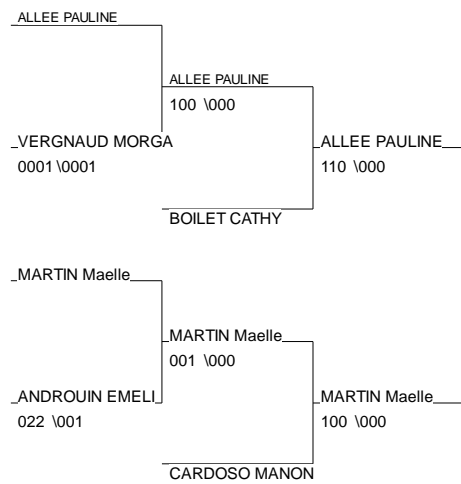 ALLEE PAULINE
ALLEE PAULINE
100 \000
VERGNAUD MORGA
0001 \0001
ALLEE PAULINE
110 \000
BOILET CATHY
MARTIN Maelle
MARTIN Maelle
001 \000
ANDROUIN EMELI
022 \001
MARTIN Maelle
100 \000
CARDOSO MANON